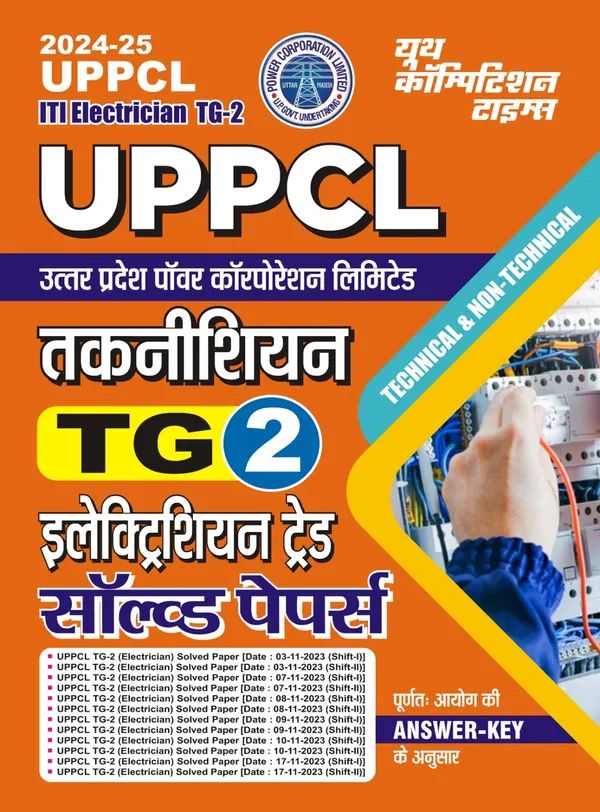 2024-25
UPPCL
ITI Electrician TG-2
POWER CORPORATION LIMITED
UTTAR PRADESH
U.P GOVT. UNDERTAKING
यूथ
कॉम्पिटिशन
टाइम्स
UPPCL
उत्तर प्रदेश पॉवर कॉरपोरेशन लिमिटेड
TECHNICAL & NON-TECHNICAL
तकनीशियन
TG 2
इलेक्ट्रिशियन ट्रेड
सॉल्व्ड पेपर्स
UPPCL TG-2 (Electrician) Solved Paper [Date : 03-11-2023 (Shift-I)]
UPPCL TG-2 (Electrician) Solved Paper [Date : 03-11-2023 (Shift-II)]
UPPCL TG-2 (Electrician) Solved Paper [Date : 07-11-2023 (Shift-I)]
UPPCL TG-2 (Electrician) Solved Paper [Date : 07-11-2023 (Shift-II)]
UPPCL TG-2 (Electrician) Solved Paper [Date : 08-11-2023 (Shift-I)]
UPPCL TG-2 (Electrician) Solved Paper [Date : 08-11-2023 (Shift-II)]
UPPCL TG-2 (Electrician) Solved Paper [Date : 09-11-2023 (Shift-I)]
UPPCL TG-2 (Electrician) Solved Paper [Date : 09-11-2023 (Shift-II)]
UPPCL TG-2 (Electrician) Solved Paper [Date : 10-11-2023 (Shift-I)]
UPPCL TG-2 (Electrician) Solved Paper [Date : 10-11-2023 (Shift-II)]
UPPCL TG-2 (Electrician) Solved Paper [Date : 17-11-2023 (Shift-I)]
UPPCL TG-2 (Electrician) Solved Paper [Date : 17-11-2023 (Shift-II)]
पूर्णतः आयोग की
ANSWER-KEY
के अनुसार